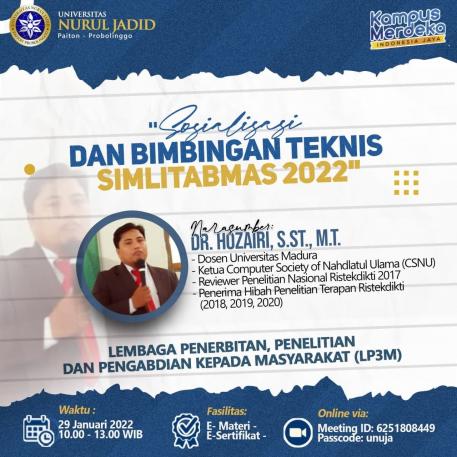 UNIVERSITAS
NURUL JADID
Paiton - Probolinggo
Kampus
Merdeka
INDONESIA JAYA
"Sosialisasi
DAN BIMBINGAN TEKNIS
SIMLITABMAS 2022"
Narasumber:
DR. HOZAIRI, S.ST., M.T.
- Dosen Universitas Madura
- Ketua Computer Society of Nahdlatul Ulama (CSNU)
- Reviewer Penelitian Nasional Ristekdikti 2017
- Penerima Hibah Penelitian Terapan Ristekdikti
(2018, 2019, 2020)
LEMBAGA PENERBITAN, PENELITIAN
DAN PENGABDIAN KEPADA MASYARAKAT (LP3M)
Waktu :
29 Januari 2022
10.00 - 13.00 WIB
Fasilitas:
E- Materi -
E-Sertifikat -
Online via:
Meeting ID: 6251808449
Passcode: unuja